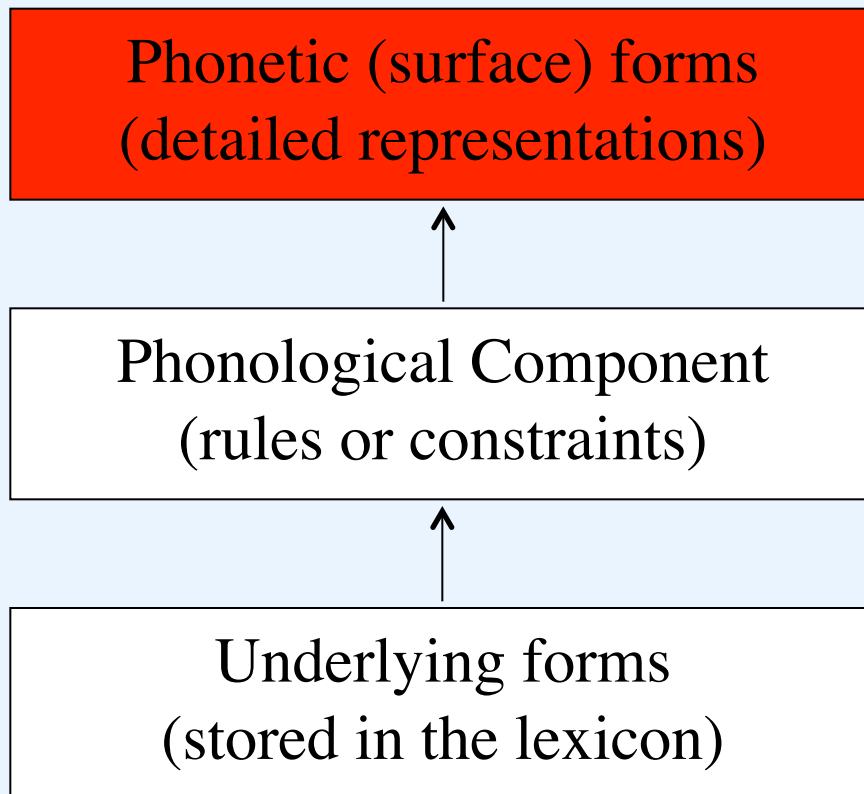 Phonetic (surface) forms
(detailed representations)
Phonological Component
(rules or constraints)
Underlying forms
(stored in the lexicon)